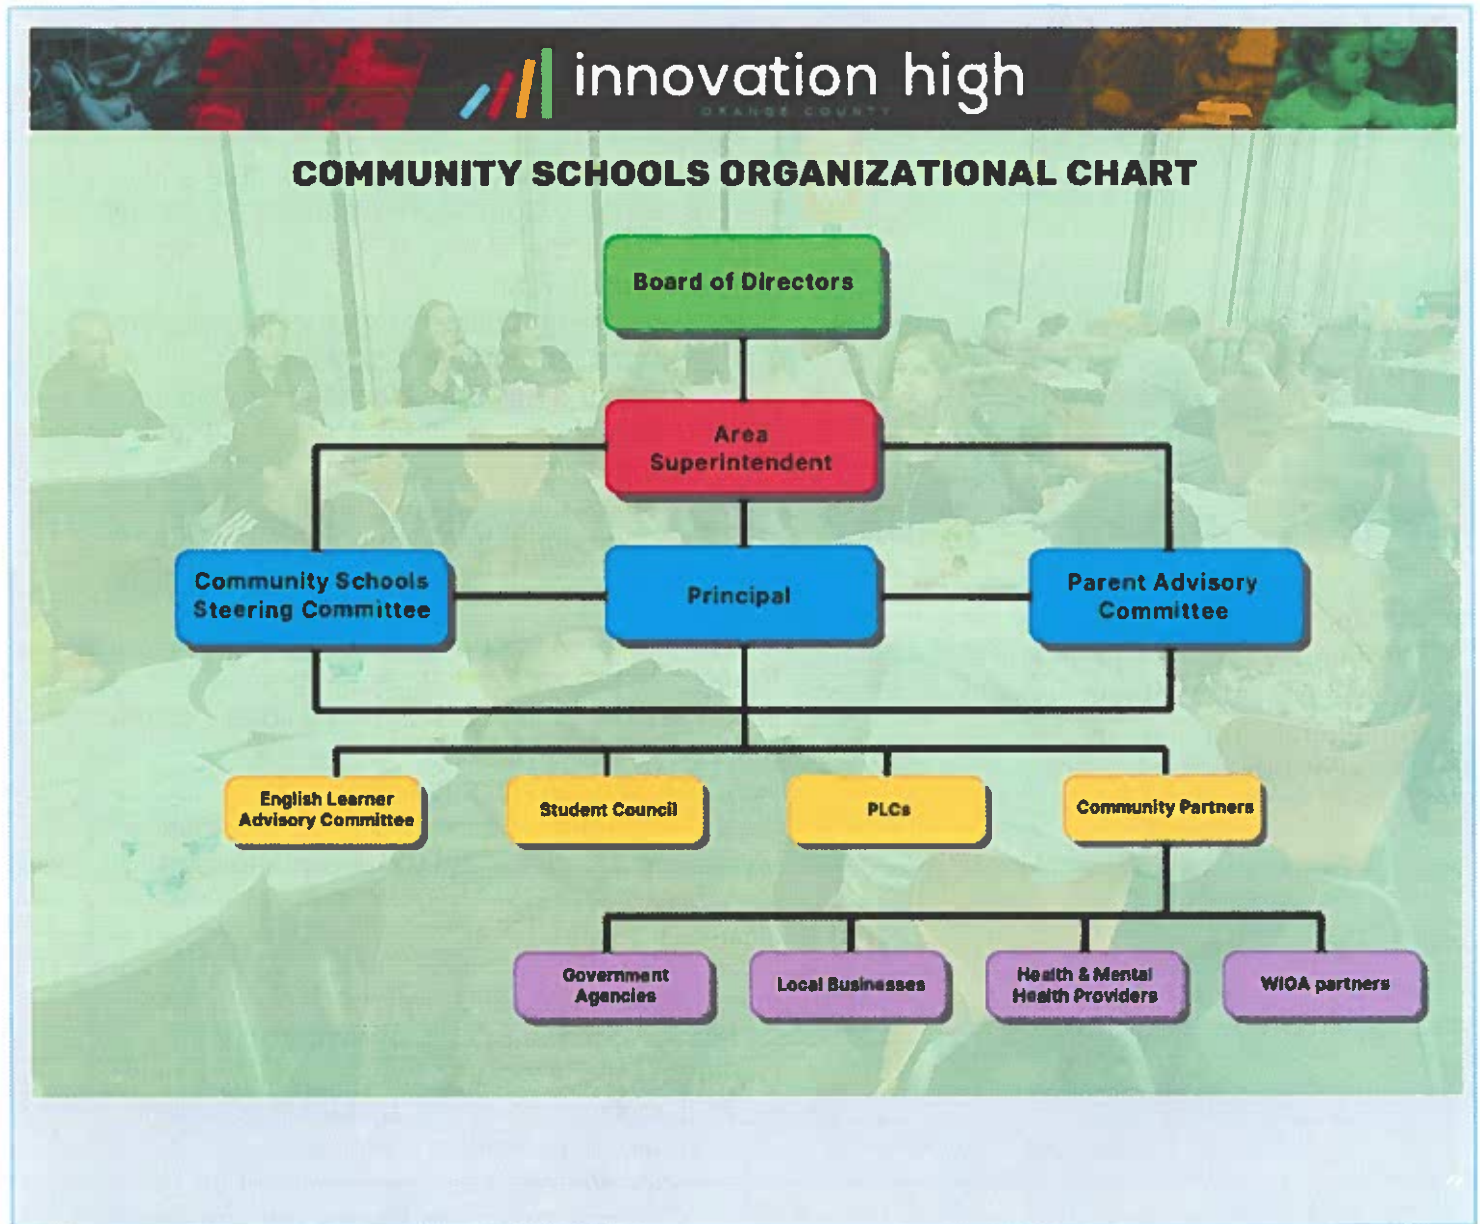 innovation high
ORANGE COUNTY
COMMUNITY SCHOOLS ORGANIZATIONAL CHART
Board of Directors
Area
Superintendent
Community Schools
Steering Committee
Principal
Parent Advisory
Committee
English Learner
Advisory Committee
Student Council
PLCs
Community Partners
Government
Agencies
Local Businesses
Health & Mental
Health Providers
WIOA partners